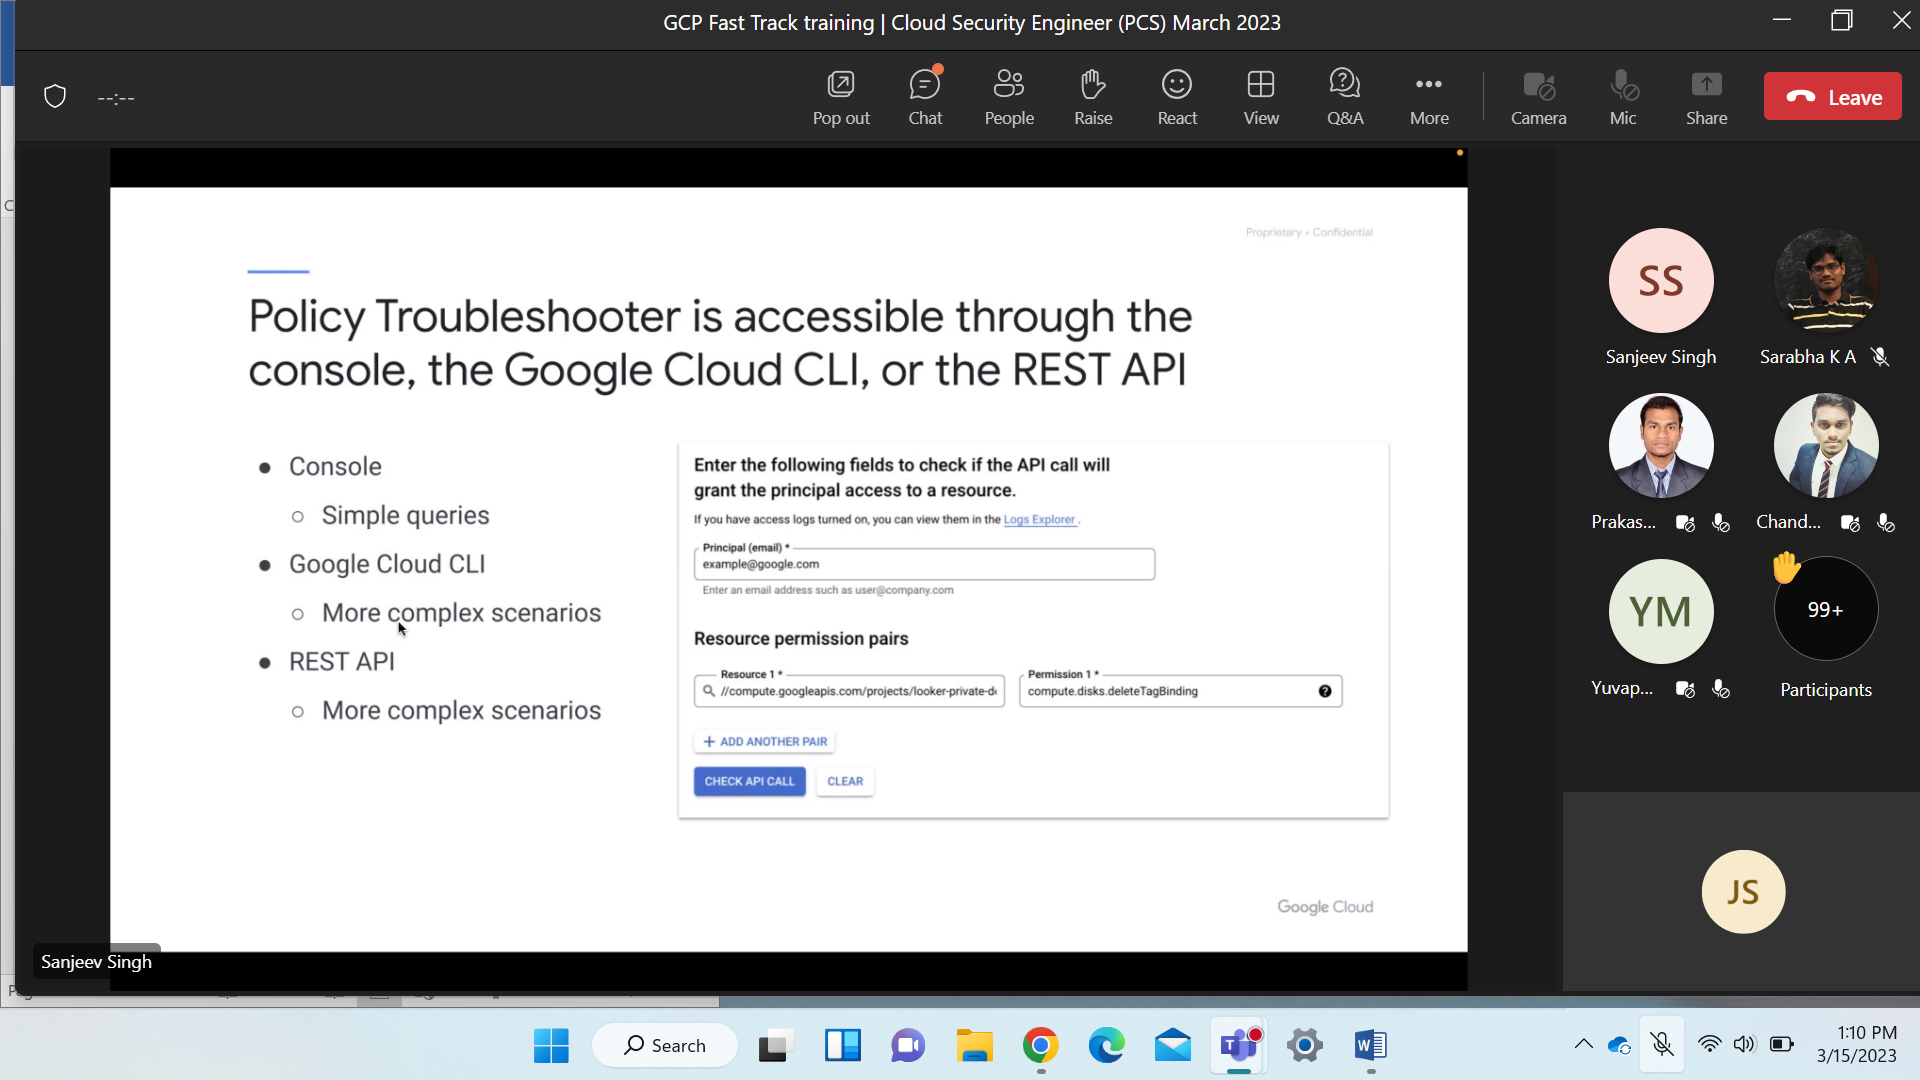 GCP Fast Track training | Cloud Security Engineer (PCS) March 2023
--:--
Pop out
Chat
People
Raise
React
View
Q&A
More
Camera
Mic
Share
Leave
Proprietary + Confidential
Policy Troubleshooter is accessible through the
console, the Google Cloud CLI, or the REST API
Console
Simple queries
Google Cloud CLI
More complex scenarios
REST API
More complex scenarios
Enter the following fields to check if the API call will
grant the principal access to a resource.
If you have access logs turned on, you can view them in the Logs Explorer .
Principal (email) *
example@google.com
Enter an email address such as user@company.com
Resource permission pairs
Resource 1 *
//compute.googleapis.com/projects/looker-private-d
Permission 1 *
compute.disks.deleteTagBinding
+ ADD ANOTHER PAIR
CHECK API CALL
CLEAR
Google Cloud
Sanjeev Singh
SS
Sanjeev Singh
Sarabha K A
Prakas...
Chand...
YM
Yuvap...
99+
Participants
JS
Search
1:10 PM
3/15/2023